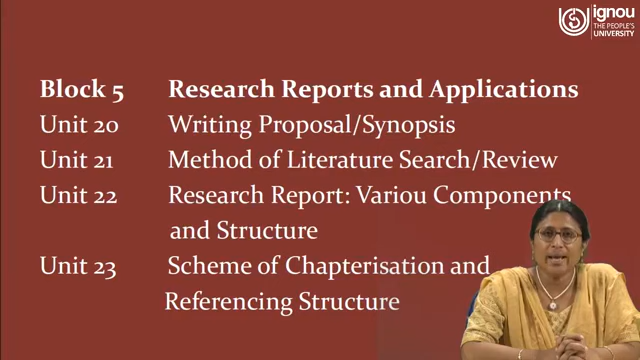 ignou
THE PEOPLE'S
UNIVERSITY
Block 5 Research Reports and Applications
Unit 20 Writing Proposal/Synopsis
Unit 21 Method of Literature Search/Review
Unit 22 Research Report: Variou Components
and Structure
Unit 23 Scheme of Chapterisation and
Referencing Structure